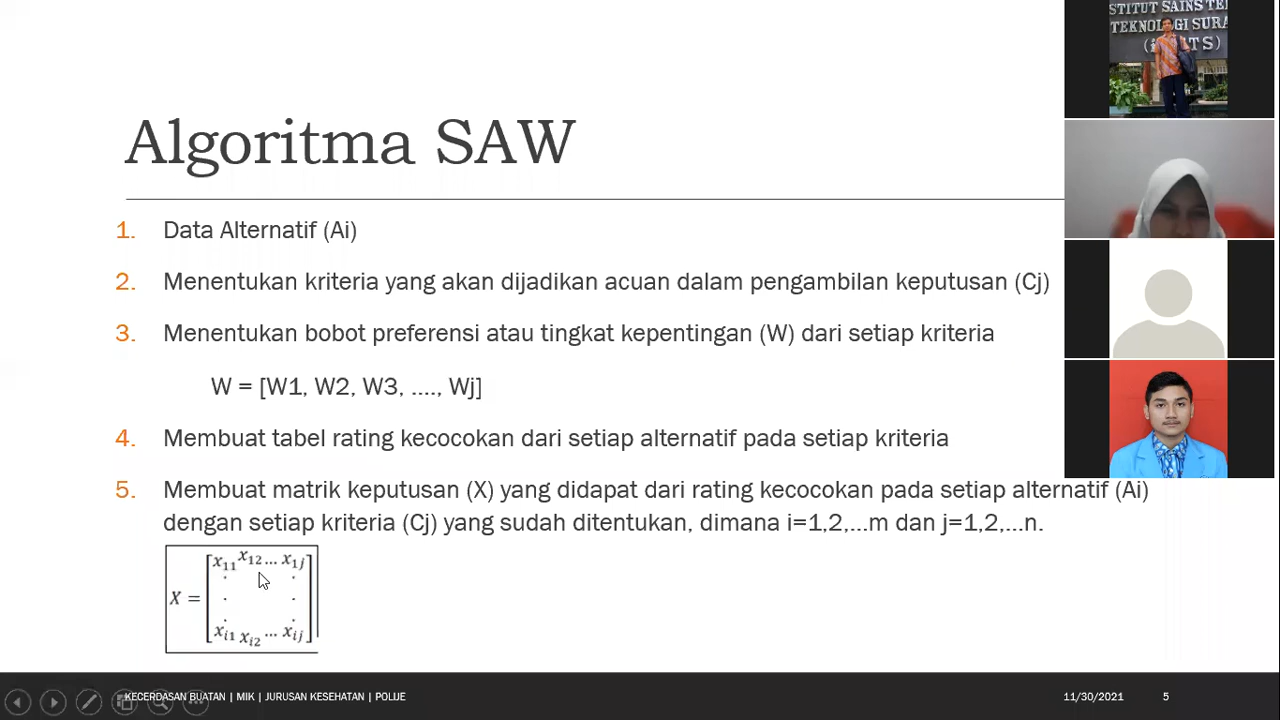 STITUT SAINS TE
TEKNOLOGI SURA
TS)
Algoritma SAW
1. Data Alternatif (Ai)
2. Menentukan kriteria yang akan dijadikan acuan dalam pengambilan keputusan (Cj)
3. Menentukan bobot preferensi atau tingkat kepentingan (W) dari setiap kriteria
W = [W1, W2, W3, ...., Wj]
4. Membuat tabel rating kecocokan dari setiap alternatif pada setiap kriteria
5. Membuat matrik keputusan (X) yang didapat dari rating kecocokan pada setiap alternatif (Ai)
dengan setiap kriteria (Cj) yang sudah ditentukan, dimana i=1,2,...m dan j=1,2,...n.
x11 x12 ... x1j
X =
xi1 xi2 ... xij
KECERDASAN BUATAN | MIK | JURUSAN KESEHATAN | POLIJE
11/30/2021
5